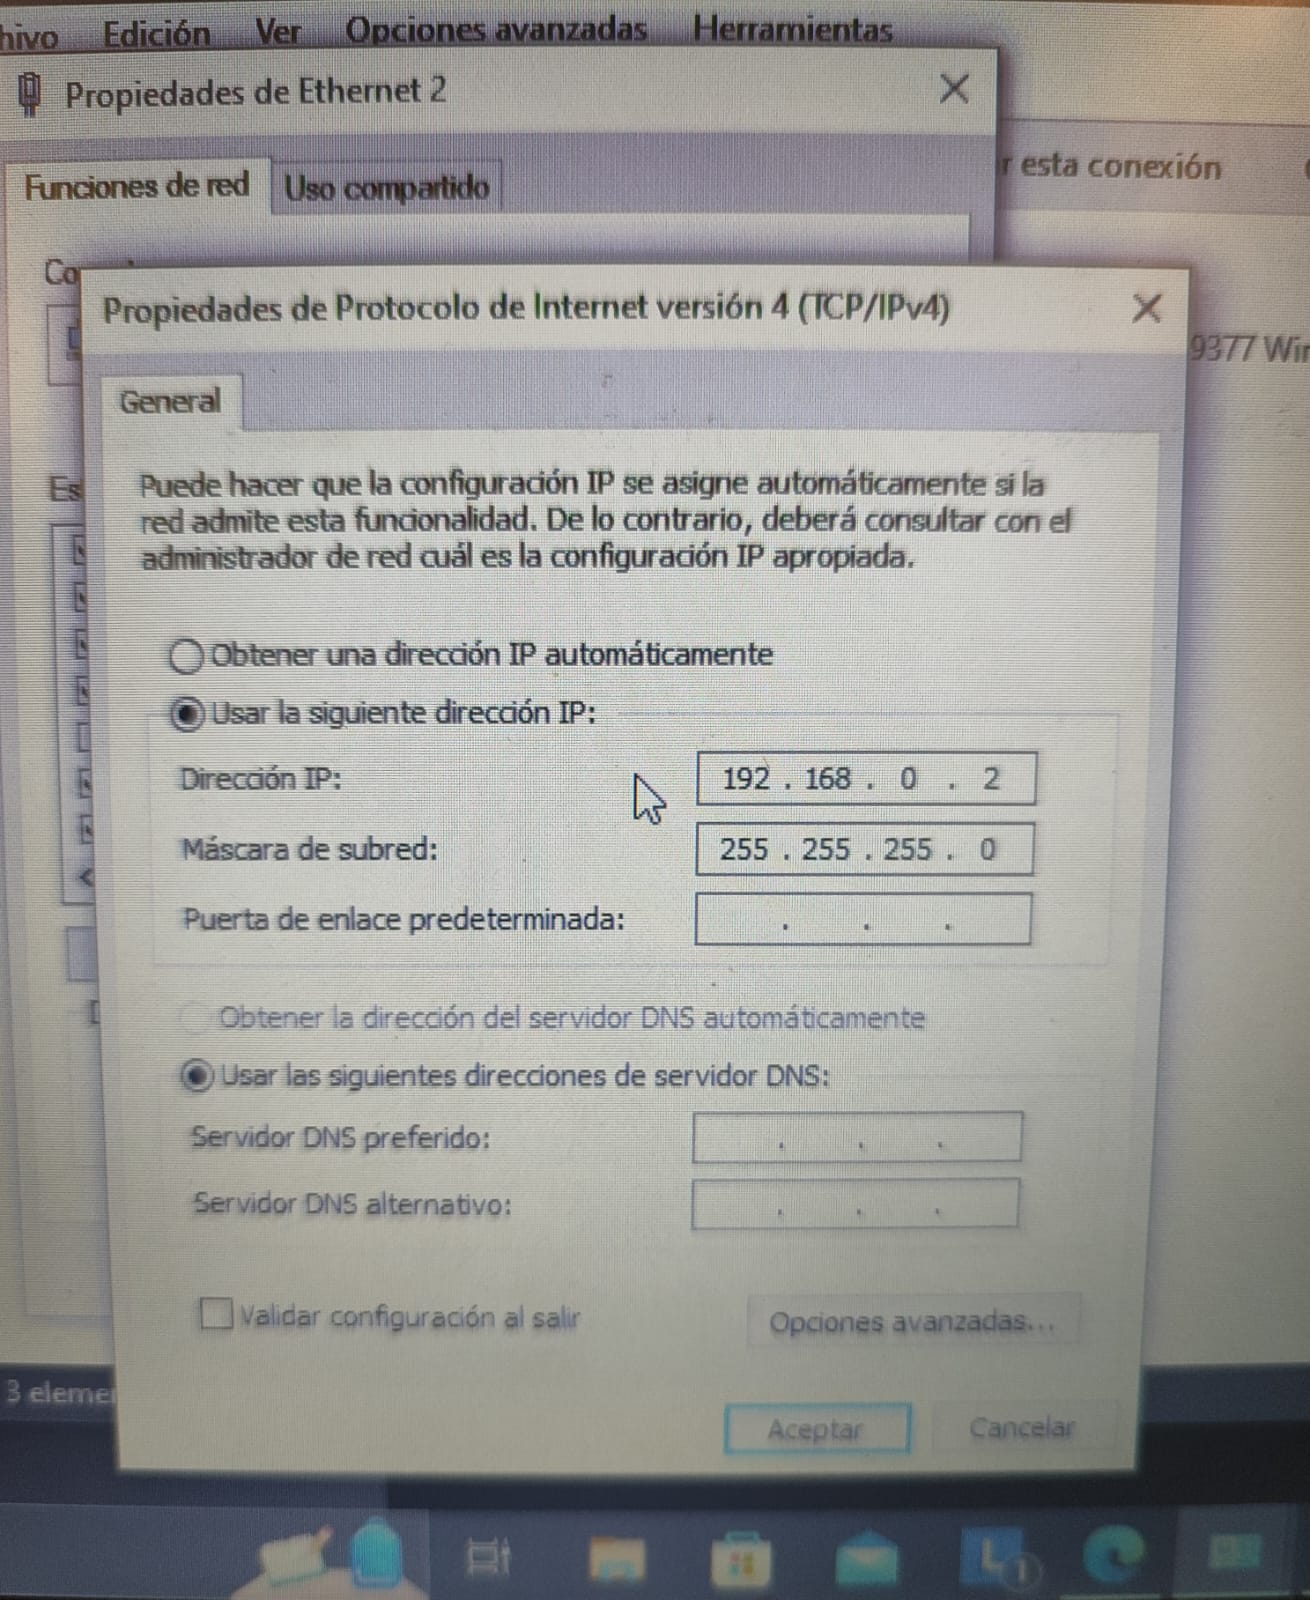 Edición Ver Opciones avanzadas Herramientas
Propiedades de Ethernet 2
Funciones de red Uso compartido
esta conexión
Propiedades de Protocolo de Internet versión 4 (TCP/IPv4)
9377
General
Puede hacer que la configuración IP se asigne automáticamente si la
red admite esta funcionalidad. De lo contrario, deberá consultar con el
administrador de red cuál es la configuración IP apropiada.
Obtener una dirección IP automáticamente
Usar la siguiente dirección IP:
Dirección IP: 192 . 168 . 0 . 2
Máscara de subred: 255 . 255 . 255 . 0
Puerta de enlace predeterminada: . . .
Obtener la dirección del servidor DNS automáticamente
Usar las siguientes direcciones de servidor DNS:
Servidor DNS preferido: . . .
Servidor DNS alternativo: . . .
Validar configuración al salir
Opciones avanzadas...
3
Aceptar Cancelar
L 1